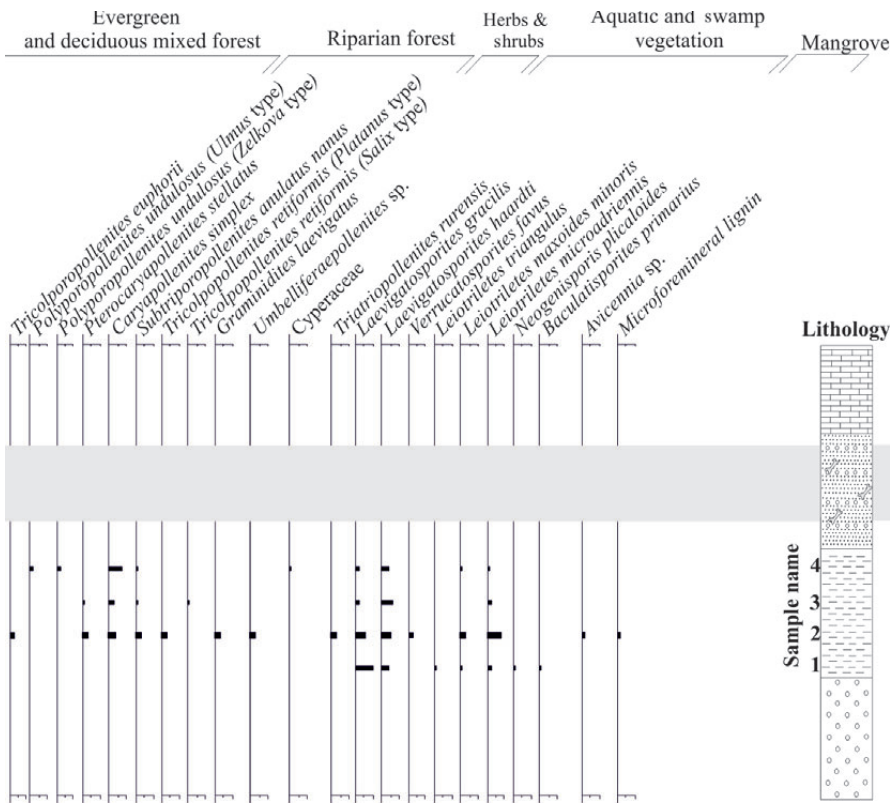 Evergreen
and deciduous mixed forest
Riparian forest
Herbs &
shrubs
Aquatic and swamp
vegetation
Mangrove
Tricolporopollenites euphorii
Polyporopollenites undulosus (Ulmus type)
Polyporopollenites undulosus (Zelkova type)
Pterocaryapollenites stellatus
Caryapollenites simplex
Subtriporopollenites anulatus nanus
Tricolpopollenites retiformis (Platanus type)
Tricolpopollenites retiformis (Salix type)
Graminidites laevigatus
Umbelliferaepollenites sp.
Cyperaceae
Triatriopollenites rurensis
Laevigatosporites gracilis
Laevigatosporites haardti
Verrucatosporites favus
Leiotriletes triangulus
Leiotriletes maxoides minoris
Leiotriletes microadriennis
Neogenisporis plicaloides
Baculatisporites primarius
Avicennia sp.
Microforemineral lignin
Lithology
Sample name
4
3
2
1